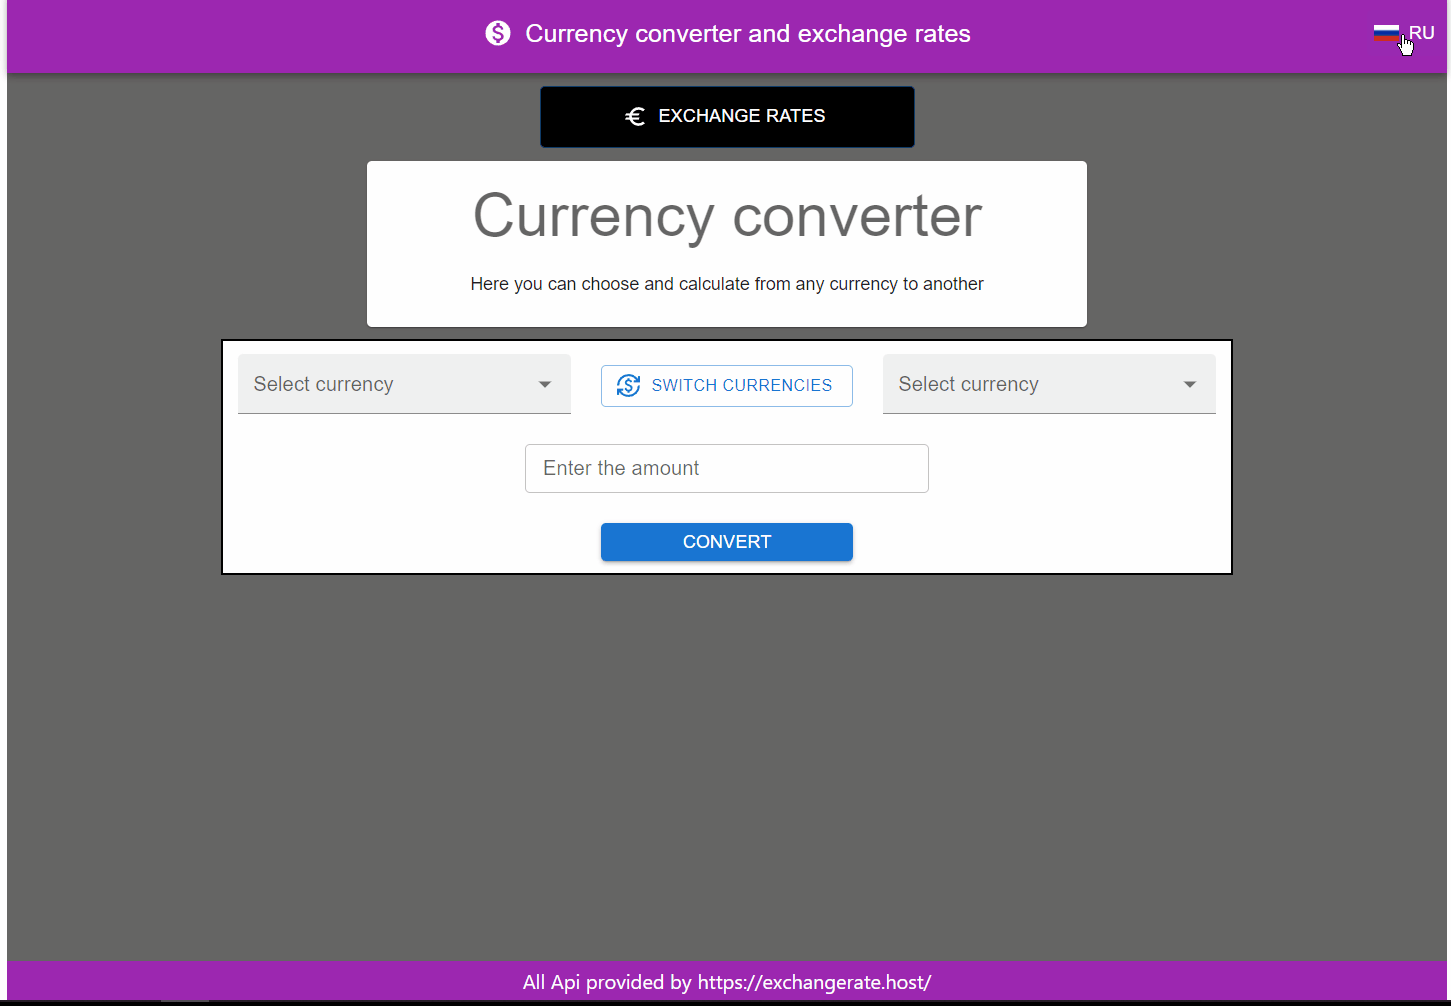 Currency converter and exchange rates
RU
EXCHANGE RATES
Currency converter
Here you can choose and calculate from any currency to another
Select currency
SWITCH CURRENCIES
Select currency
Enter the amount
CONVERT
All Api provided by https://exchangerate.host/